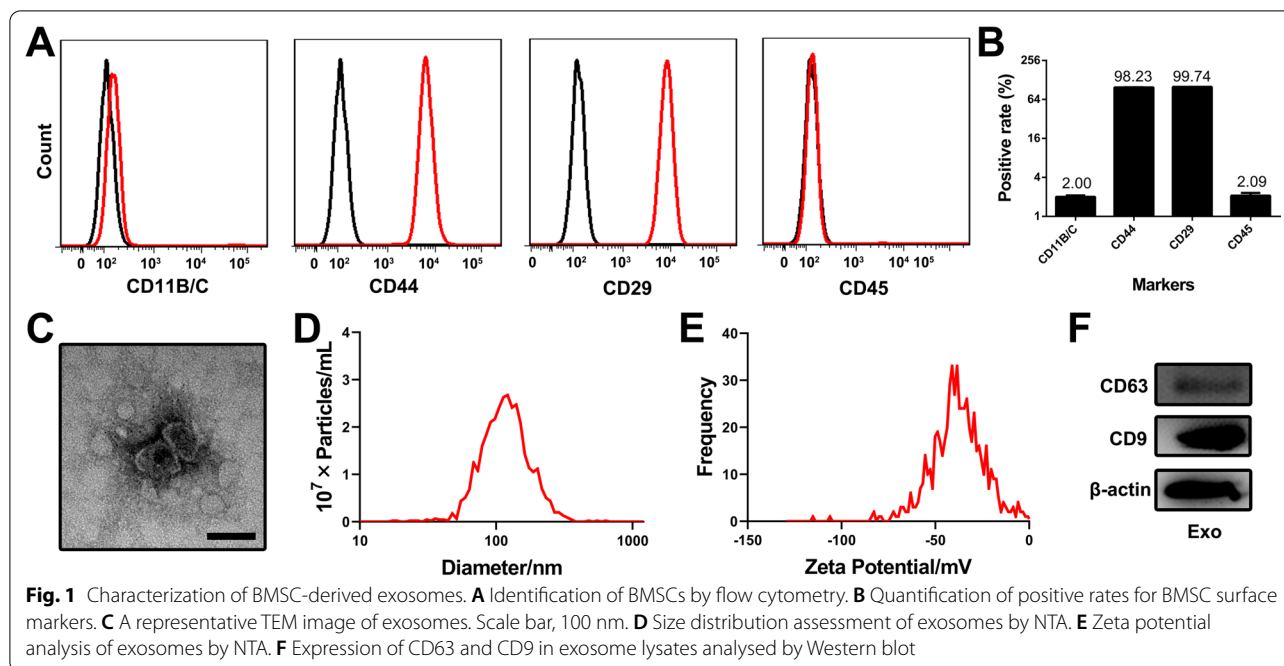 A
B
Count
0 10² 10³ 10⁴ 10⁵
CD11B/C
0 10² 10³ 10⁴ 10⁵
CD44
0 10² 10³ 10⁴ 10⁵
CD29
0 10² 10³ 10⁴ 10⁵
CD45
Positive rate (%)
256
64
16
4
1
2.00
98.23
99.74
2.09
CD11B/C
CD44
CD29
CD45
Markers
C
D
10⁷ × Particles/mL
4
3
2
1
0
10 100 1000
Diameter/nm
E
Frequency
40
30
20
10
0
-150 -100 -50 0
Zeta Potential/mV
F
CD63
CD9
β-actin
Exo
Fig. 1 Characterization of BMSC-derived exosomes. A Identification of BMSCs by flow cytometry. B Quantification of positive rates for BMSC surface
markers. C A representative TEM image of exosomes. Scale bar, 100 nm. D Size distribution assessment of exosomes by NTA. E Zeta potential
analysis of exosomes by NTA. F Expression of CD63 and CD9 in exosome lysates analysed by Western blot